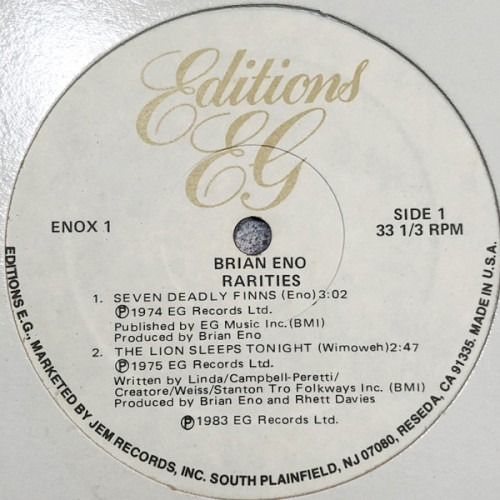 Editions
EG
ENOX 1
SIDE 1
33 1/3 RPM
BRIAN ENO
RARITIES
1. SEVEN DEADLY FINNS (Eno)3:02
Ⓟ1974 EG Records Ltd.
Published by EG Music Inc.(BMI)
Produced by Brian Eno
2. THE LION SLEEPS TONIGHT (Wimoweh)2:47
Ⓟ1975 EG Records Ltd.
Written by Linda/Campbell-Peretti/
Creatore/Weiss/Stanton Tro Folkways Inc. (BMI)
Produced by Brian Eno and Rhett Davies
Ⓟ1983 EG Records Ltd.
EDITIONS E.G., MARKETED BY JEM RECORDS, INC. SOUTH PLAINFIELD, NJ 07080, RESEDA, CA 91335. MADE IN U.S.A.